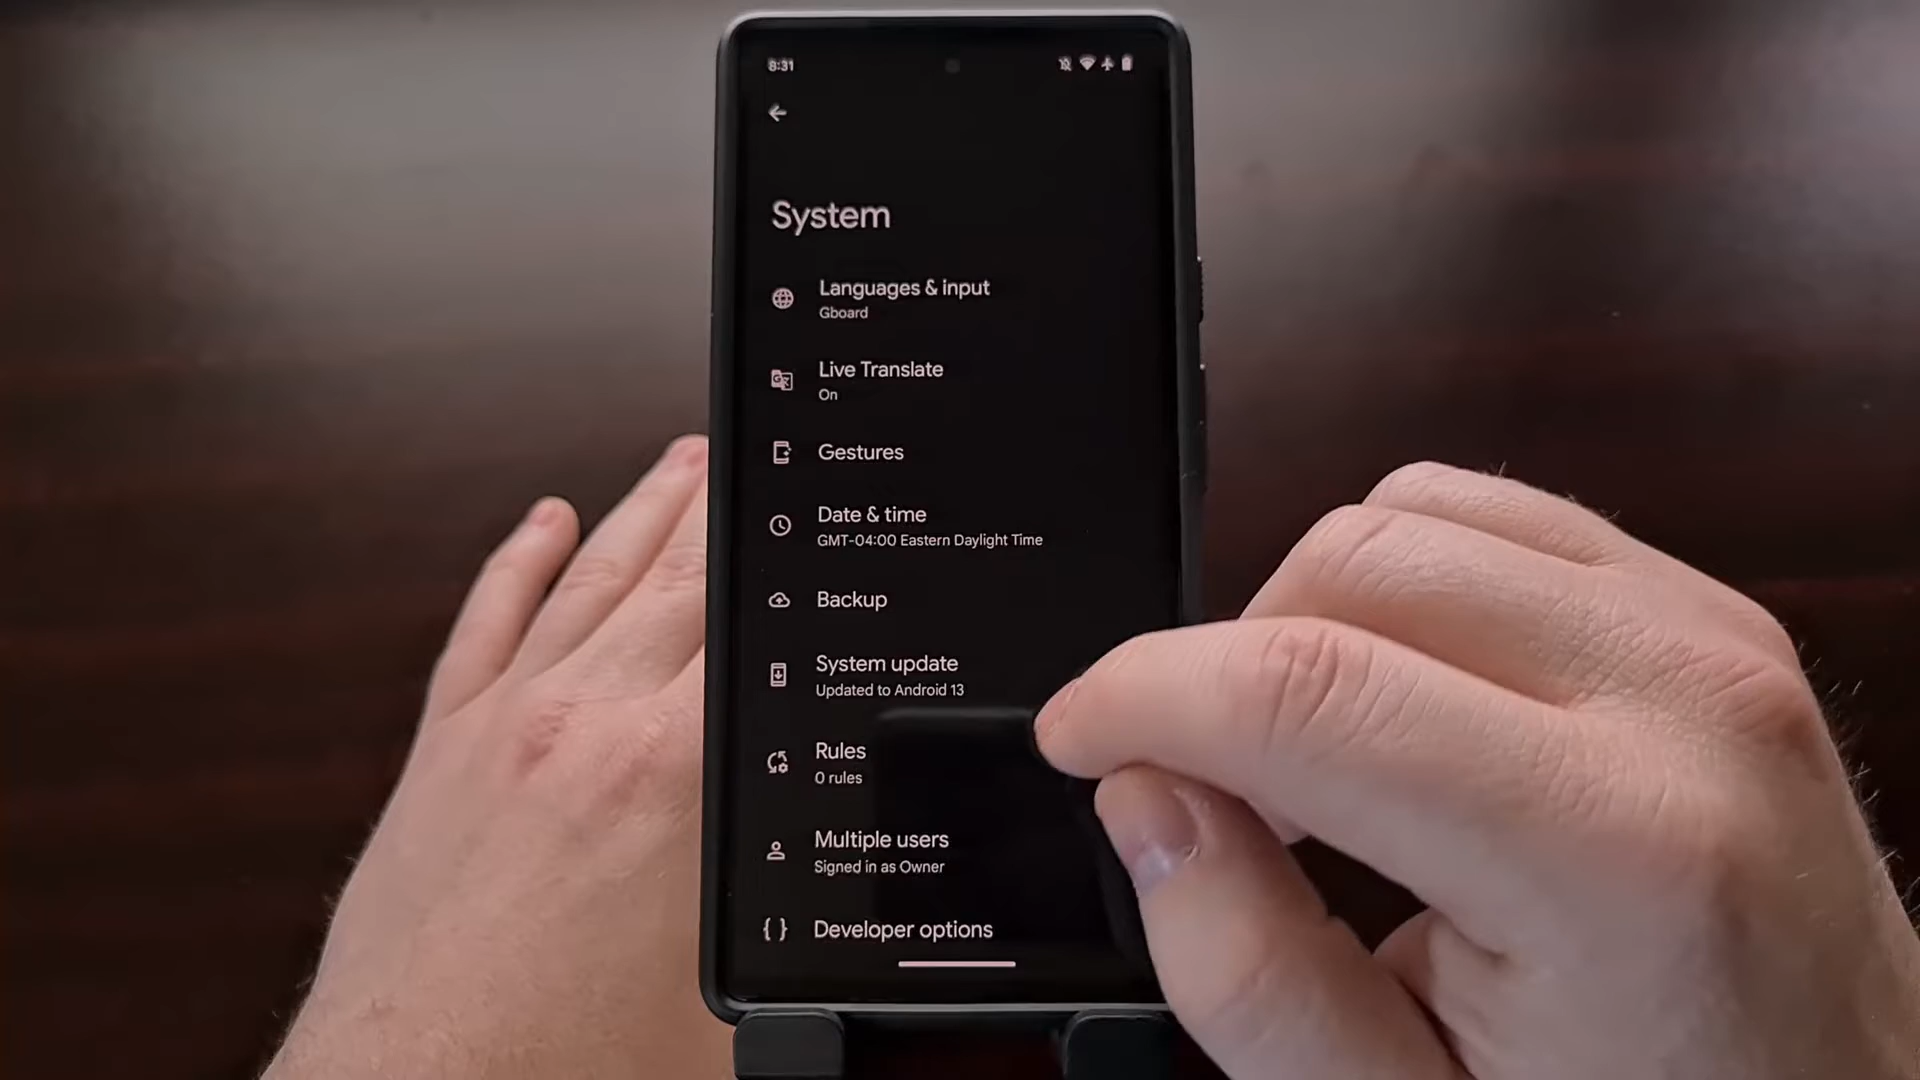 8:31
System
Languages & input
Gboard
Live Translate
On
Gestures
Date & time
GMT-04:00 Eastern Daylight Time
Backup
System update
Updated to Android 13
Rules
0 rules
Multiple users
Signed in as Owner
Developer options